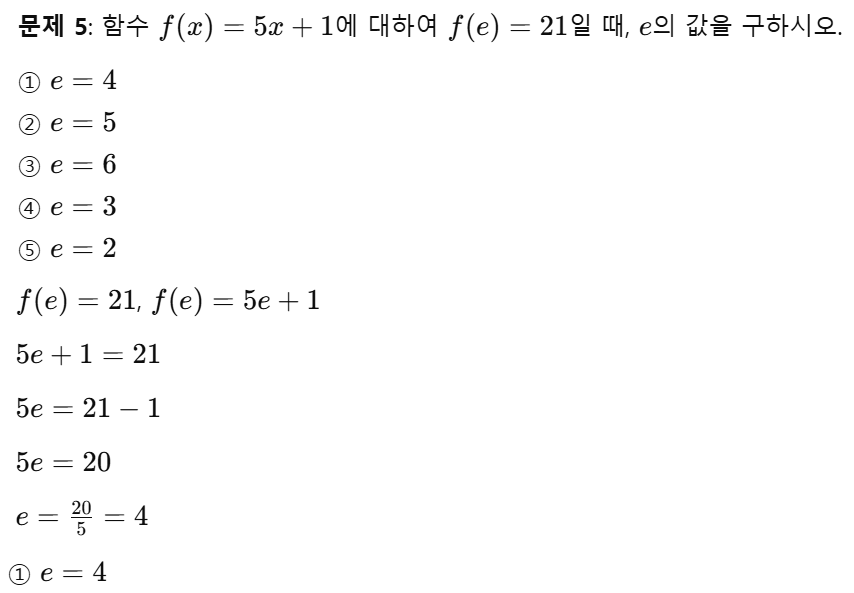 문제 5: 함수 f(x) = 5x + 1에 대하여 f(e) = 21일 때, e의 값을 구하시오.
① e = 4
② e = 5
③ e = 6
④ e = 3
⑤ e = 2
f(e) = 21, f(e) = 5e + 1
5e + 1 = 21
5e = 21 − 1
5e = 20
e = 20/5 = 4
① e = 4